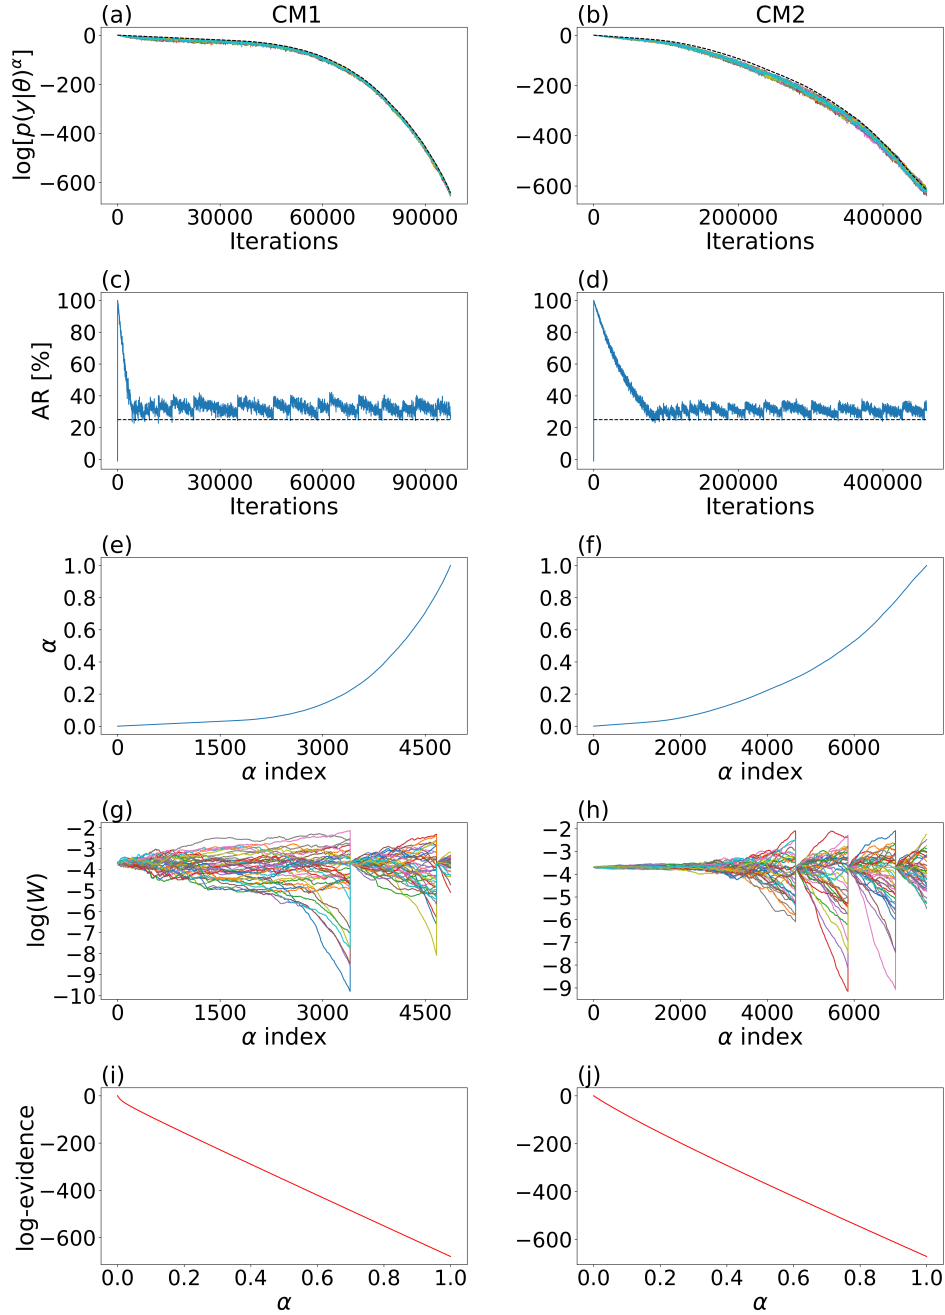 (a) CM1
0
−200
−400
−600
log[p(y|θ)^α]
0 30000 60000 90000
Iterations
(b) CM2
0
−200
−400
−600
0 200000 400000
Iterations
(c)
100
80
60
40
20
0
AR [%]
0 30000 60000 90000
Iterations
(d)
100
80
60
40
20
0
0 200000 400000
Iterations
(e)
1.0
0.8
0.6
0.4
0.2
0.0
α
0 1500 3000 4500
α index
(f)
1.0
0.8
0.6
0.4
0.2
0.0
0 2000 4000 6000
α index
(g)
−2
−3
−4
−5
−6
−7
−8
−9
−10
log(W)
0 1500 3000 4500
α index
(h)
−2
−3
−4
−5
−6
−7
−8
−9
0 2000 4000 6000
α index
(i)
0
−200
−400
−600
log-evidence
0.0 0.2 0.4 0.6 0.8 1.0
α
(j)
0
−200
−400
−600
0.0 0.2 0.4 0.6 0.8 1.0
α